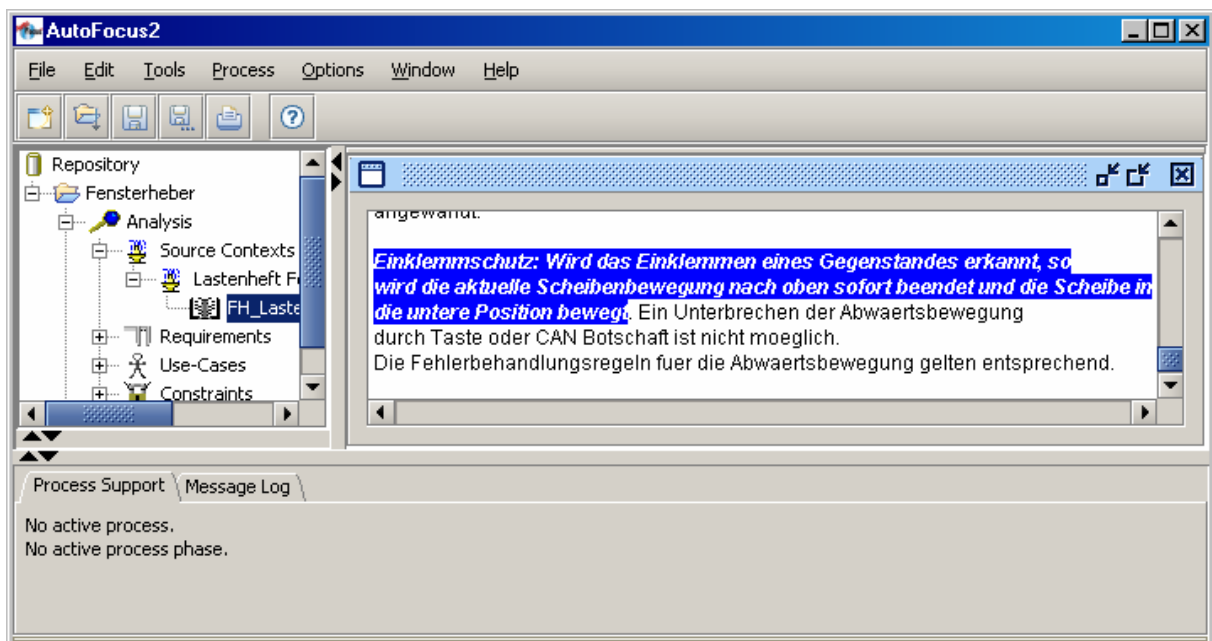 AutoFocus2
File Edit Tools Process Options Window Help
Repository
Fensterheber
Analysis
Source Contexts
Lastenheft F
FH_Laste
Requirements
Use-Cases
Constraints
angewandt.
Einklemmschutz: Wird das Einklemmen eines Gegenstandes erkannt, so
wird die aktuelle Scheibenbewegung nach oben sofort beendet und die Scheibe in
die untere Position bewegt. Ein Unterbrechen der Abwaertsbewegung
durch Taste oder CAN Botschaft ist nicht moeglich.
Die Fehlerbehandlungsregeln fuer die Abwaertsbewegung gelten entsprechend.
Process Support Message Log
No active process.
No active process phase.